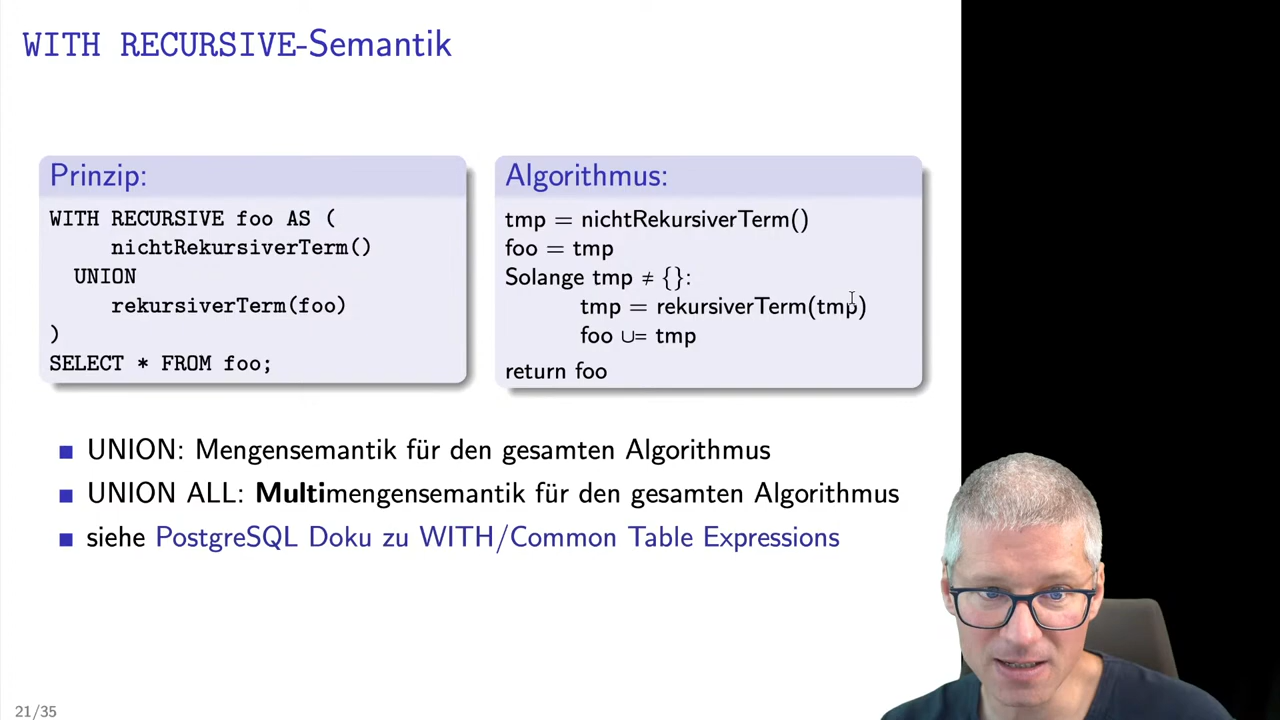 WITH RECURSIVE-Semantik
Prinzip:
WITH RECURSIVE foo AS (
nichtRekursiverTerm()
UNION
rekursiverTerm(foo)
)
SELECT * FROM foo;
Algorithmus:
tmp = nichtRekursiverTerm()
foo = tmp
Solange tmp ≠ {}:
tmp = rekursiverTerm(tmp)
foo ∪= tmp
return foo
UNION: Mengensemantik für den gesamten Algorithmus
UNION ALL: Multimengensemantik für den gesamten Algorithmus
siehe PostgreSQL Doku zu WITH/Common Table Expressions
21/35